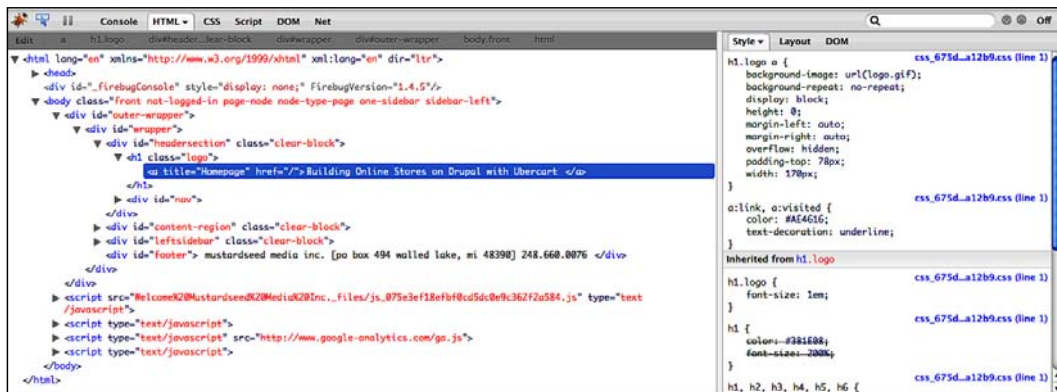 Console HTML CSS Script DOM Net Off
Edit a h1.logo div#header...lear-block div#wrapper div#outer-wrapper body.front html
<html lang="en" xmlns="http://www.w3.org/1999/xhtml" xml:lang="en" dir="ltr">
<head>
<div id="_firebugConsole" style="display: none;" FirebugVersion="1.4.5"/>
<body class="front not-logged-in page-node node-type-page one-sidebar sidebar-left">
<div id="outer-wrapper">
<div id="wrapper">
<div id="headersection" class="clear-block">
<h1 class="logo">
<a title="Homepage" href="/">Building Online Stores on Drupal with Ubercart </a>
</h1>
<div id="nav">
</div>
<div id="content-region" class="clear-block">
<div id="leftsidebar" class="clear-block">
<div id="footer"> mustardseed media inc. [po box 494 walled lake, mi 48390] 248.660.0076 </div>
</div>
</div>
<script src="Welcome%20Mustardseed%20Media%20Inc._files/js_075e3ef18efbf0cd5dc0e9c362f2a584.js" type="text
/javascript">
<script type="text/javascript">
<script type="text/javascript" src="http://www.google-analytics.com/ga.js">
<script type="text/javascript">
</body>
</html>
Style Layout DOM
h1.logo a { css_675d...a12b9.css (line 1)
background-image: url(logo.gif);
background-repeat: no-repeat;
display: block;
height: 0;
margin-left: auto;
margin-right: auto;
overflow: hidden;
padding-top: 78px;
width: 170px;
}
css_675d...a12b9.css (line 1)
a:link, a:visited {
color: #AE4616;
text-decoration: underline;
}
Inherited from h1.logo
css_675d...a12b9.css (line 1)
h1.logo {
font-size: 1em;
}
css_675d...a12b9.css (line 1)
h1 {
color: #381E08;
font-size: 200%;
}
css_675d...a12b9.css (line 1)
h1, h2, h3, h4, h5, h6 {